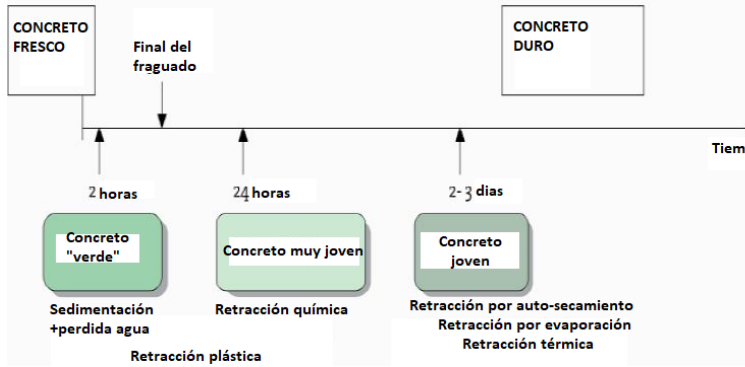 CONCRETO
FRESCO
Final del
fraguado
CONCRETO
DURO
Tiem
2 horas
24 horas
2-3 dias
Concreto
"verde"
Concreto muy joven
Concreto
joven
Sedimentación
+perdida agua
Retracción química
Retracción por auto-secamiento
Retracción por evaporación
Retracción térmica
Retracción plástica